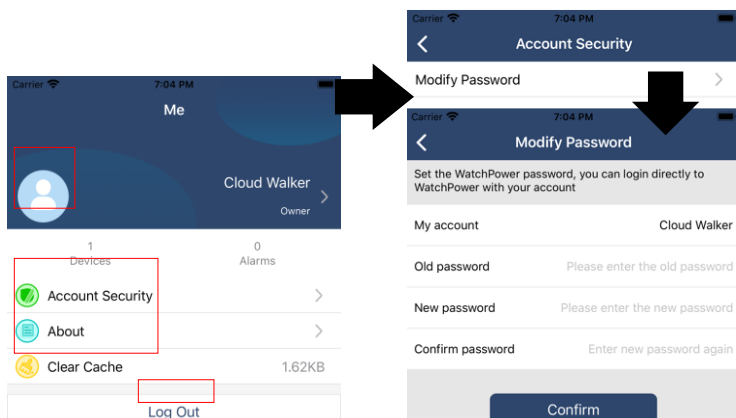 Carrier 7:04 PM
Me
Cloud Walker
Owner
1 0
Devices Alarms
Account Security
About
Clear Cache 1.62KB
Log Out
Carrier 7:04 PM
Account Security
Modify Password
Carrier 7:04 PM
Modify Password
Set the WatchPower password, you can login directly to
WatchPower with your account
My account Cloud Walker
Old password Please enter the old password
New password Please enter the new password
Confirm password Enter new password again
Confirm